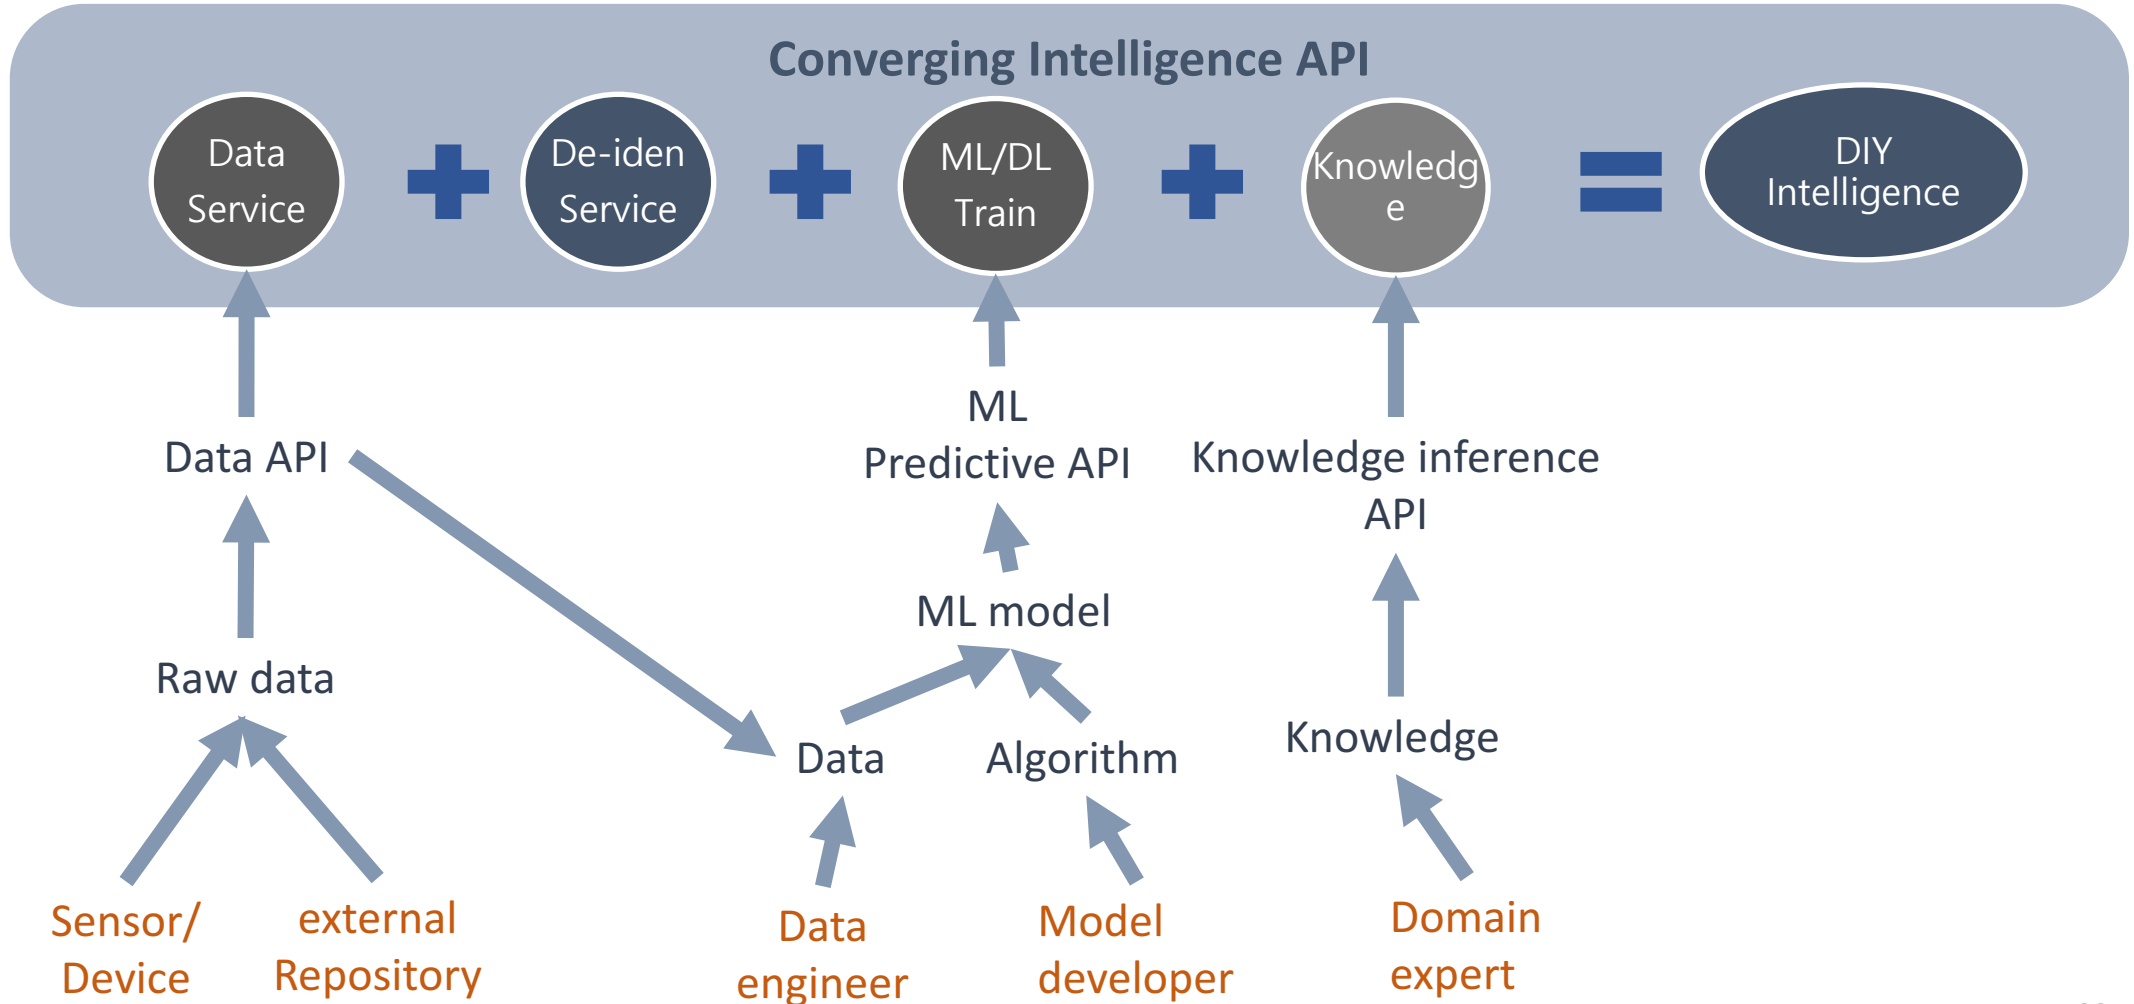 Converging Intelligence API
Data
Service
De-iden
Service
ML/DL
Train
Knowledg
e
DIY
Intelligence
Data API
ML
Predictive API
Knowledge inference
API
ML model
Raw data
Data
Algorithm
Knowledge
Sensor/
Device
external
Repository
Data
engineer
Model
developer
Domain
expert